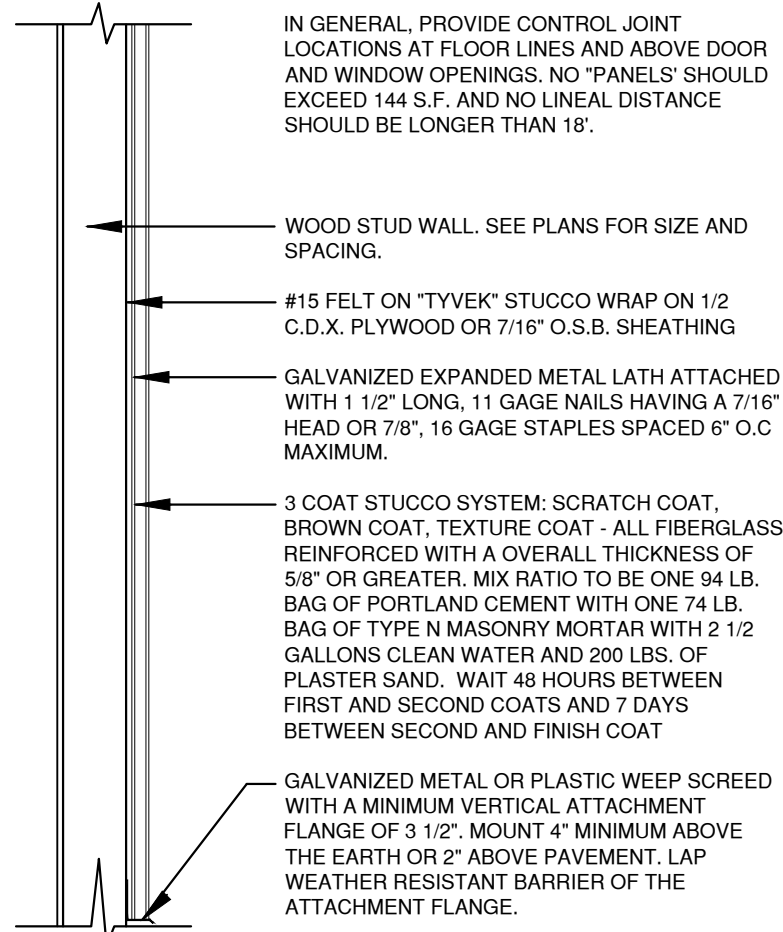 IN GENERAL, PROVIDE CONTROL JOINT
LOCATIONS AT FLOOR LINES AND ABOVE DOOR
AND WINDOW OPENINGS. NO "PANELS' SHOULD
EXCEED 144 S.F. AND NO LINEAL DISTANCE
SHOULD BE LONGER THAN 18'.
WOOD STUD WALL. SEE PLANS FOR SIZE AND
SPACING.
#15 FELT ON "TYVEK" STUCCO WRAP ON 1/2
C.D.X. PLYWOOD OR 7/16" O.S.B. SHEATHING
GALVANIZED EXPANDED METAL LATH ATTACHED
WITH 1 1/2" LONG, 11 GAGE NAILS HAVING A 7/16"
HEAD OR 7/8", 16 GAGE STAPLES SPACED 6" O.C
MAXIMUM.
3 COAT STUCCO SYSTEM: SCRATCH COAT,
BROWN COAT, TEXTURE COAT - ALL FIBERGLASS
REINFORCED WITH A OVERALL THICKNESS OF
5/8" OR GREATER. MIX RATIO TO BE ONE 94 LB.
BAG OF PORTLAND CEMENT WITH ONE 74 LB.
BAG OF TYPE N MASONRY MORTAR WITH 2 1/2
GALLONS CLEAN WATER AND 200 LBS. OF
PLASTER SAND.  WAIT 48 HOURS BETWEEN
FIRST AND SECOND COATS AND 7 DAYS
BETWEEN SECOND AND FINISH COAT
GALVANIZED METAL OR PLASTIC WEEP SCREED
WITH A MINIMUM VERTICAL ATTACHMENT
FLANGE OF 3 1/2". MOUNT 4" MINIMUM ABOVE
THE EARTH OR 2" ABOVE PAVEMENT. LAP
WEATHER RESISTANT BARRIER OF THE
ATTACHMENT FLANGE.